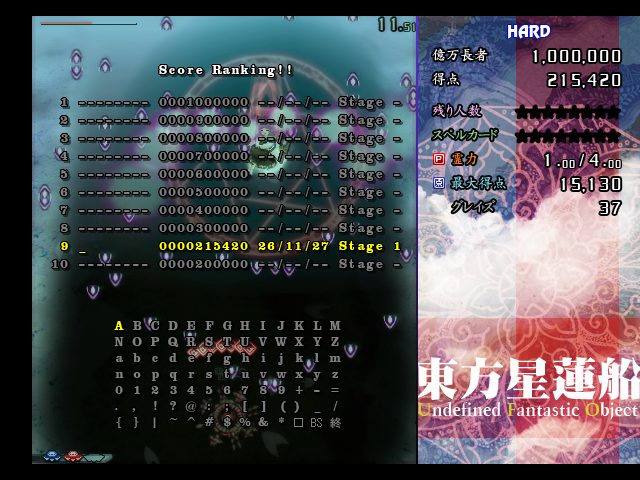 11.51
HARD
Score Ranking!!
億万長者 1,000,000
得点 215,420
1 -------- 0001000000 --/--/-- Stage -
2 -------- 0000900000 --/--/-- Stage -
3 -------- 0000800000 --/--/-- Stage -
4 -------- 0000700000 --/--/-- Stage -
5 -------- 0000600000 --/--/-- Stage -
6 -------- 0000500000 --/--/-- Stage -
7 -------- 0000400000 --/--/-- Stage -
8 -------- 0000300000 --/--/-- Stage -
9 _ 0000215420 26/11/27 Stage 1
10 -------- 0000200000 --/--/-- Stage -
残り人数
スペルカード
P 霊力 1.00/4.00
最大得点 15,130
グレイズ 37
A B C D E F G H I J K L M
N O P Q R S T U V W X Y Z
a b c d e f g h i j k l m
n o p q r s t u v w x y z
0 1 2 3 4 5 6 7 8 9 + - =
. , ! ? @ : ; [ ] ( ) _ /
{ } | ~ ^ # $ % & * □ BS 終
東方星蓮船
Undefined Fantastic Object